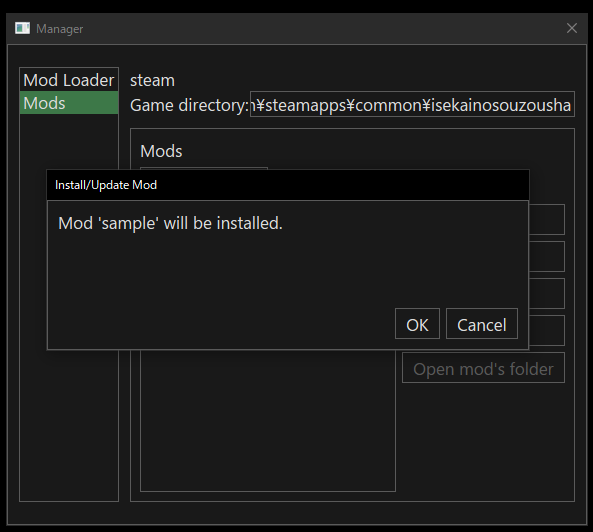 Manager
Mod Loader
Mods
steam
Game directory:
¥steamapps¥common¥isekainosouzousha
Mods
Install/Update Mod
Mod 'sample' will be installed.
OK
Cancel
Open mod's folder